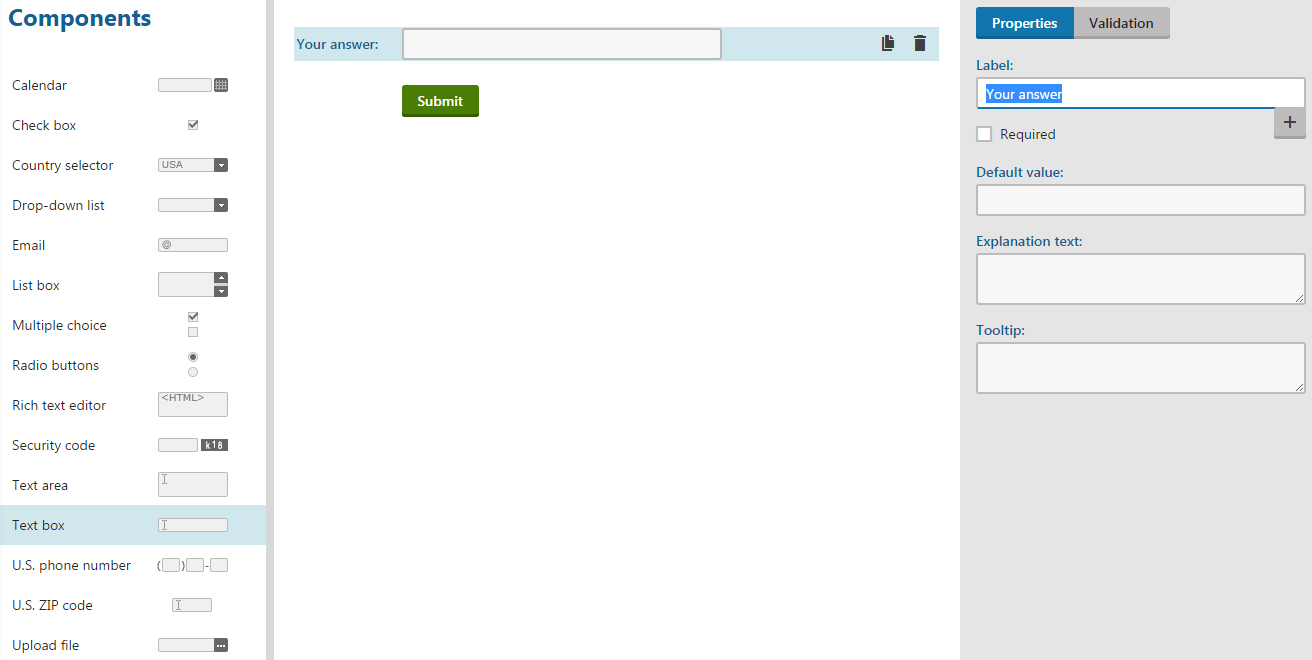 Components
Calendar
Check box
Country selector USA
Drop-down list
Email @
List box
Multiple choice
Radio buttons
Rich text editor <HTML>
Security code k18
Text area
Text box
U.S. phone number ( ) -
U.S. ZIP code
Upload file ...
Your answer:
Submit
Properties Validation
Label:
Your answer
+
Required
Default value:
Explanation text:
Tooltip: